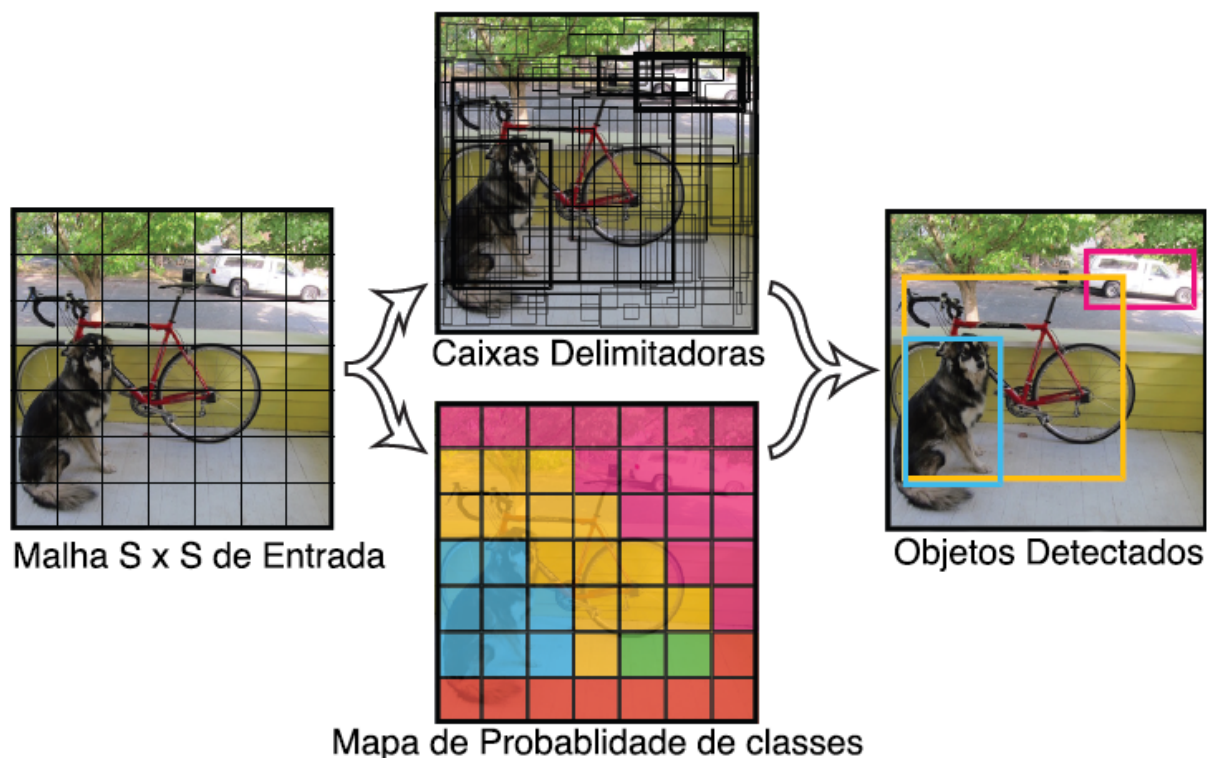 Caixas Delimitadoras
Malha S x S de Entrada
Objetos Detectados
Mapa de Probablidade de classes